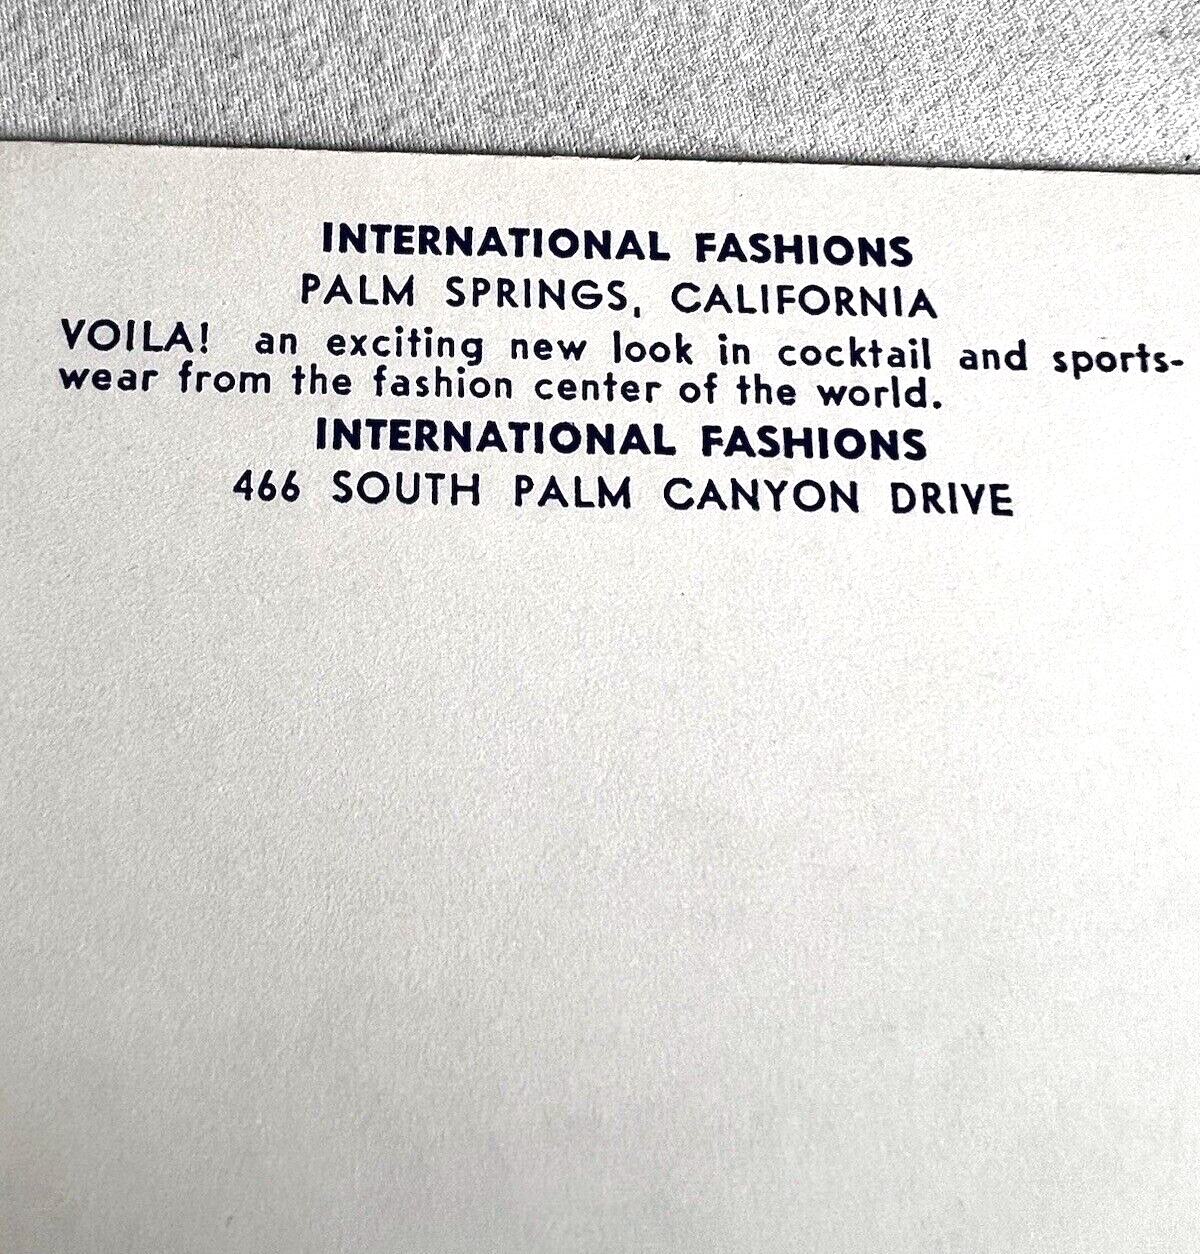 INTERNATIONAL FASHIONS
PALM SPRINGS, CALIFORNIA
VOILA! an exciting new look in cocktail and sports-
wear from the fashion center of the world.
INTERNATIONAL FASHIONS
466 SOUTH PALM CANYON DRIVE